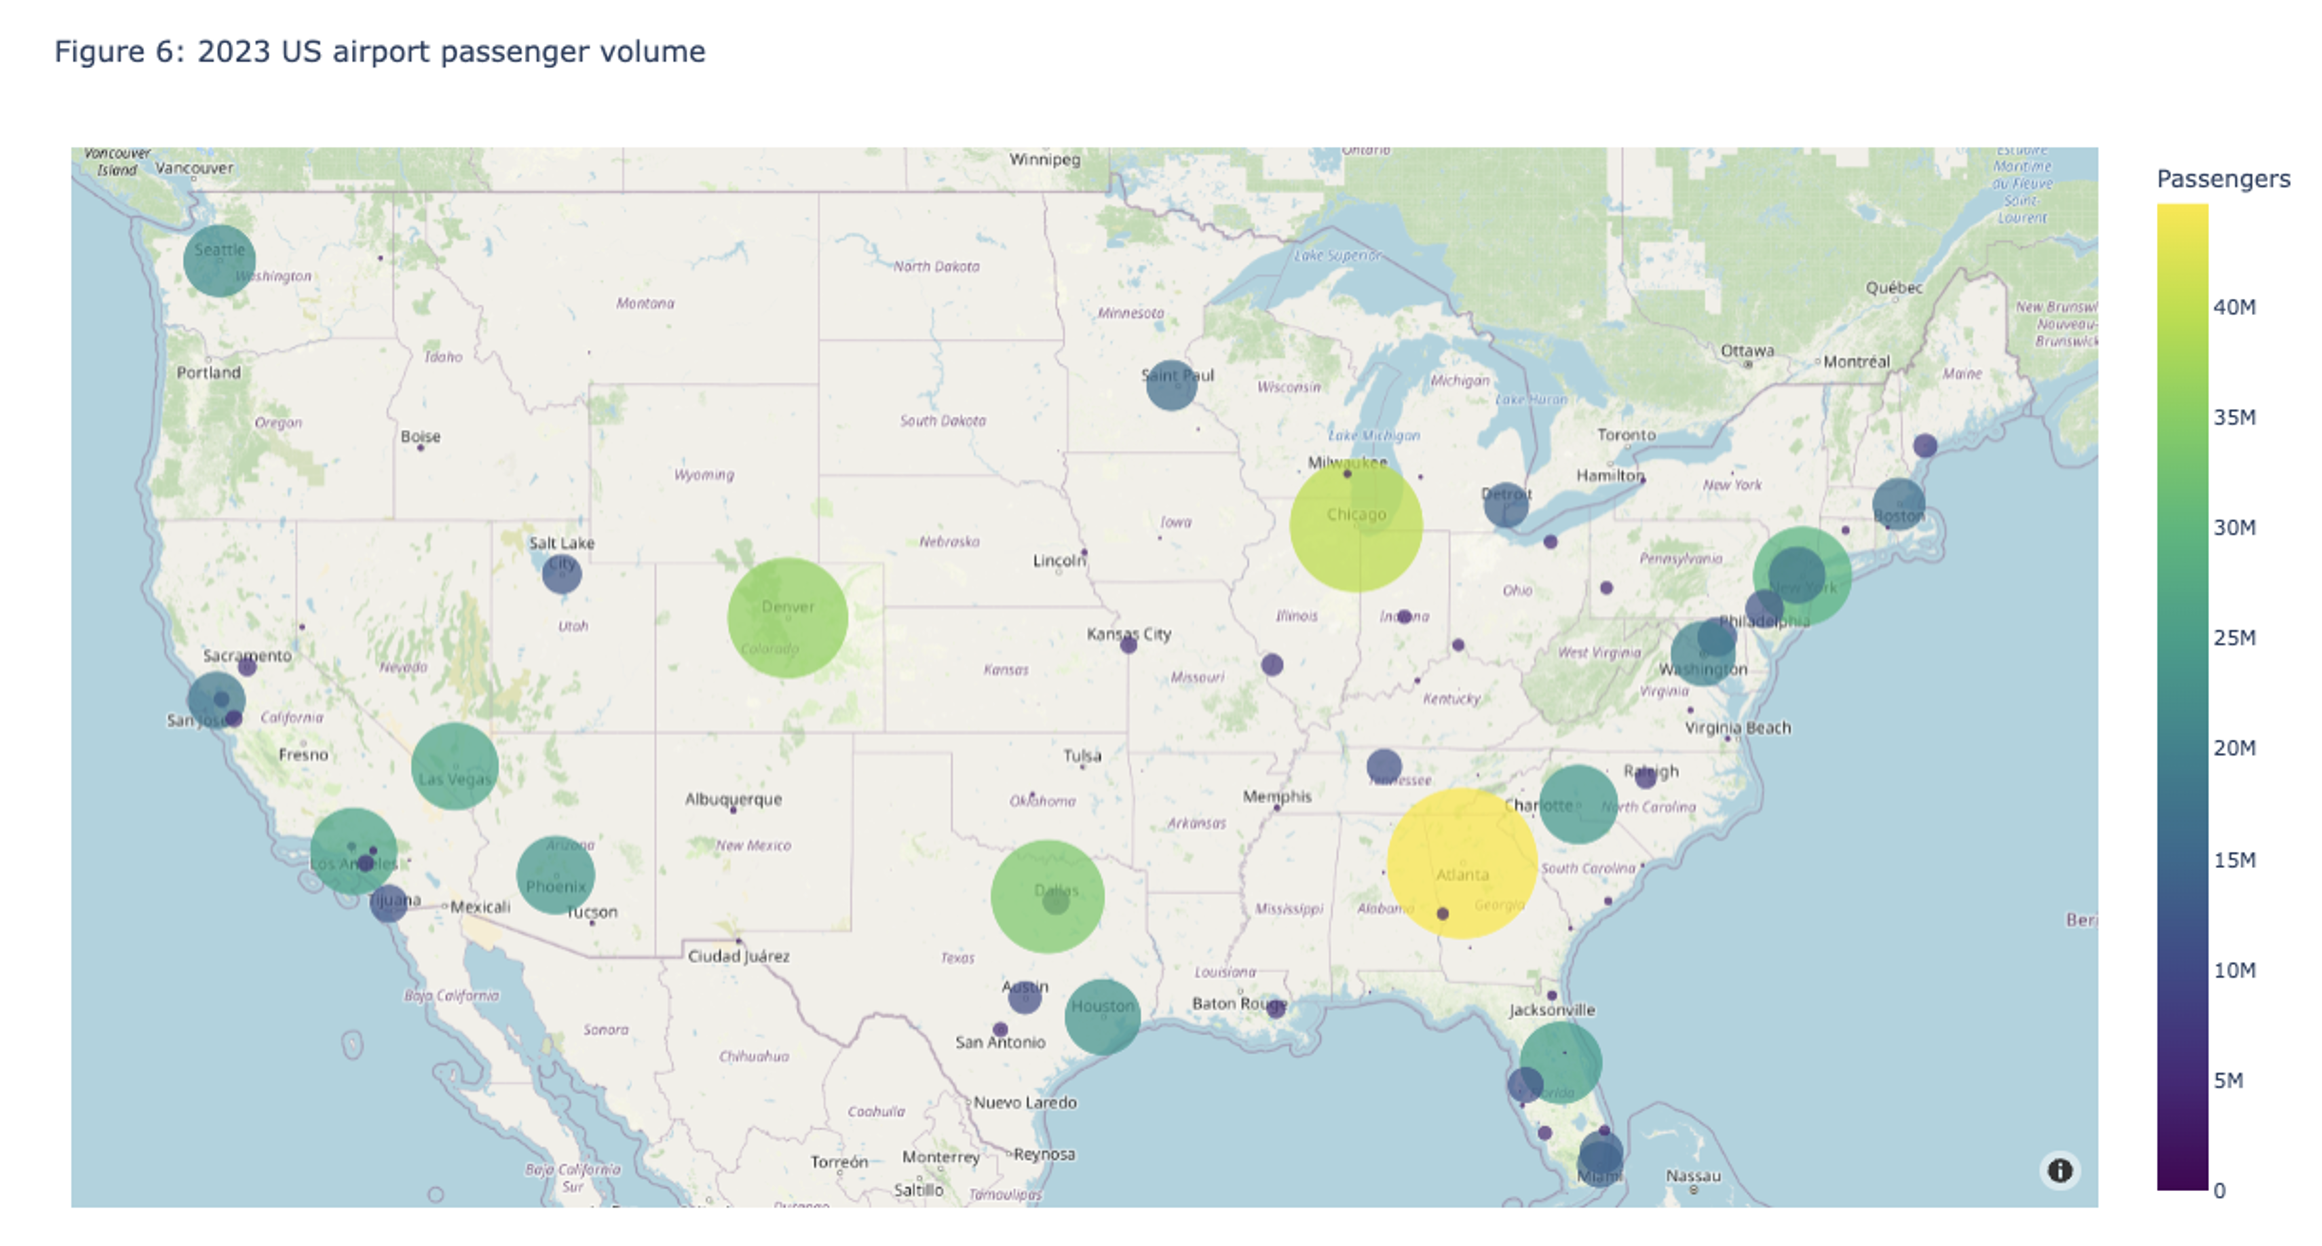 Figure 6: 2023 US airport passenger volume
Vancouver
Island
Vancouver
Winnipeg
Ontario
Estuaire
Maritime
du Fleuve
Saint-
Laurent
Passengers
Seattle
Washington
Montana
North Dakota
Minnesota
Lake Superior
Québec
New Brunswi
Nouveau-
Brunswick
40M
Portland
Idaho
Ottawa
Montréal
Maine
Saint Paul
Wisconsin
Michigan
Lake Huron
Oregon
Boise
South Dakota
Lake Michigan
Toronto
35M
Wyoming
Milwaukee
Hamilton
New York
Detroit
Chicago
Boston
Iowa
30M
Salt Lake
City
Nebraska
Lincoln
Pennsylvania
New York
Ohio
Denver
Colorado
Illinois
Indiana
Philadelphia
Utah
Kansas City
25M
Sacramento
Nevada
Kansas
Missouri
West Virginia
Washington
Kentucky
Virginia
San Jose
California
Virginia Beach
20M
Fresno
Las Vegas
Tulsa
Tennessee
Raleigh
Albuquerque
Oklahoma
Memphis
Charlotte
North Carolina
Arkansas
Los Angeles
Arizona
New Mexico
15M
Phoenix
Dallas
Atlanta
South Carolina
Tijuana
Mexicali
Tucson
Mississippi
Alabama
Georgia
Ber
Ciudad Juárez
Texas
Louisiana
10M
Baja California
Austin
Houston
Baton Rouge
Jacksonville
Sonora
San Antonio
Chihuahua
5M
Florida
Coahuila
Nuevo Laredo
Torreón
Monterrey
Reynosa
Baja California
Sur
Saltillo
Tamaulipas
Miami
Nassau
0
Durango